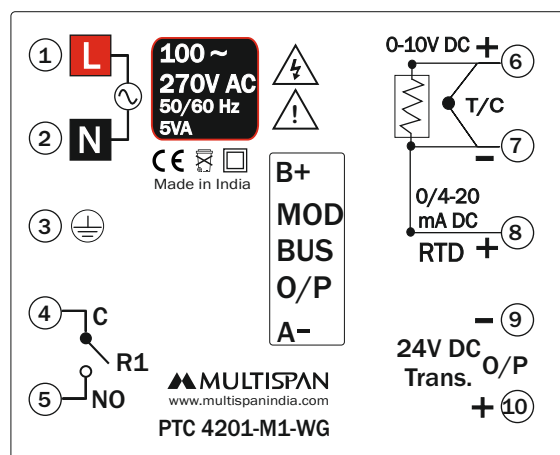 1 L
100 ~
270V AC
50/60 Hz
5VA
2 N
CE
Made in India
3
4 C
R1
5 NO
B+
MOD
BUS
O/P
A-
0-10V DC + 6
T/C
- 7
0/4-20
mA DC
RTD + 8
- 9
24V DC
Trans. O/P
+ 10
MULTISPAN
www.multispanindia.com
PTC 4201-M1-WG